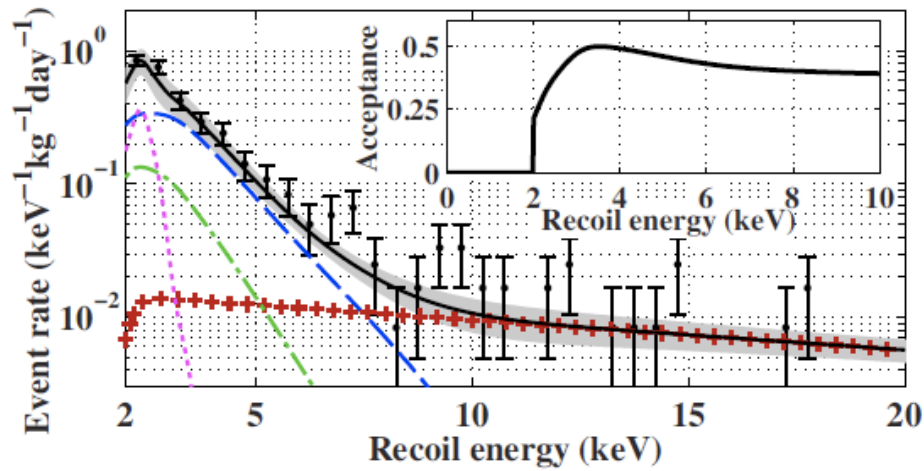 Event rate (keV⁻¹kg⁻¹day⁻¹)
10⁰
10⁻¹
10⁻²
2 5 10 15 20
Recoil energy (keV)
Acceptance
0.5
0.25
0
0 2 4 6 8 10
Recoil energy (keV)